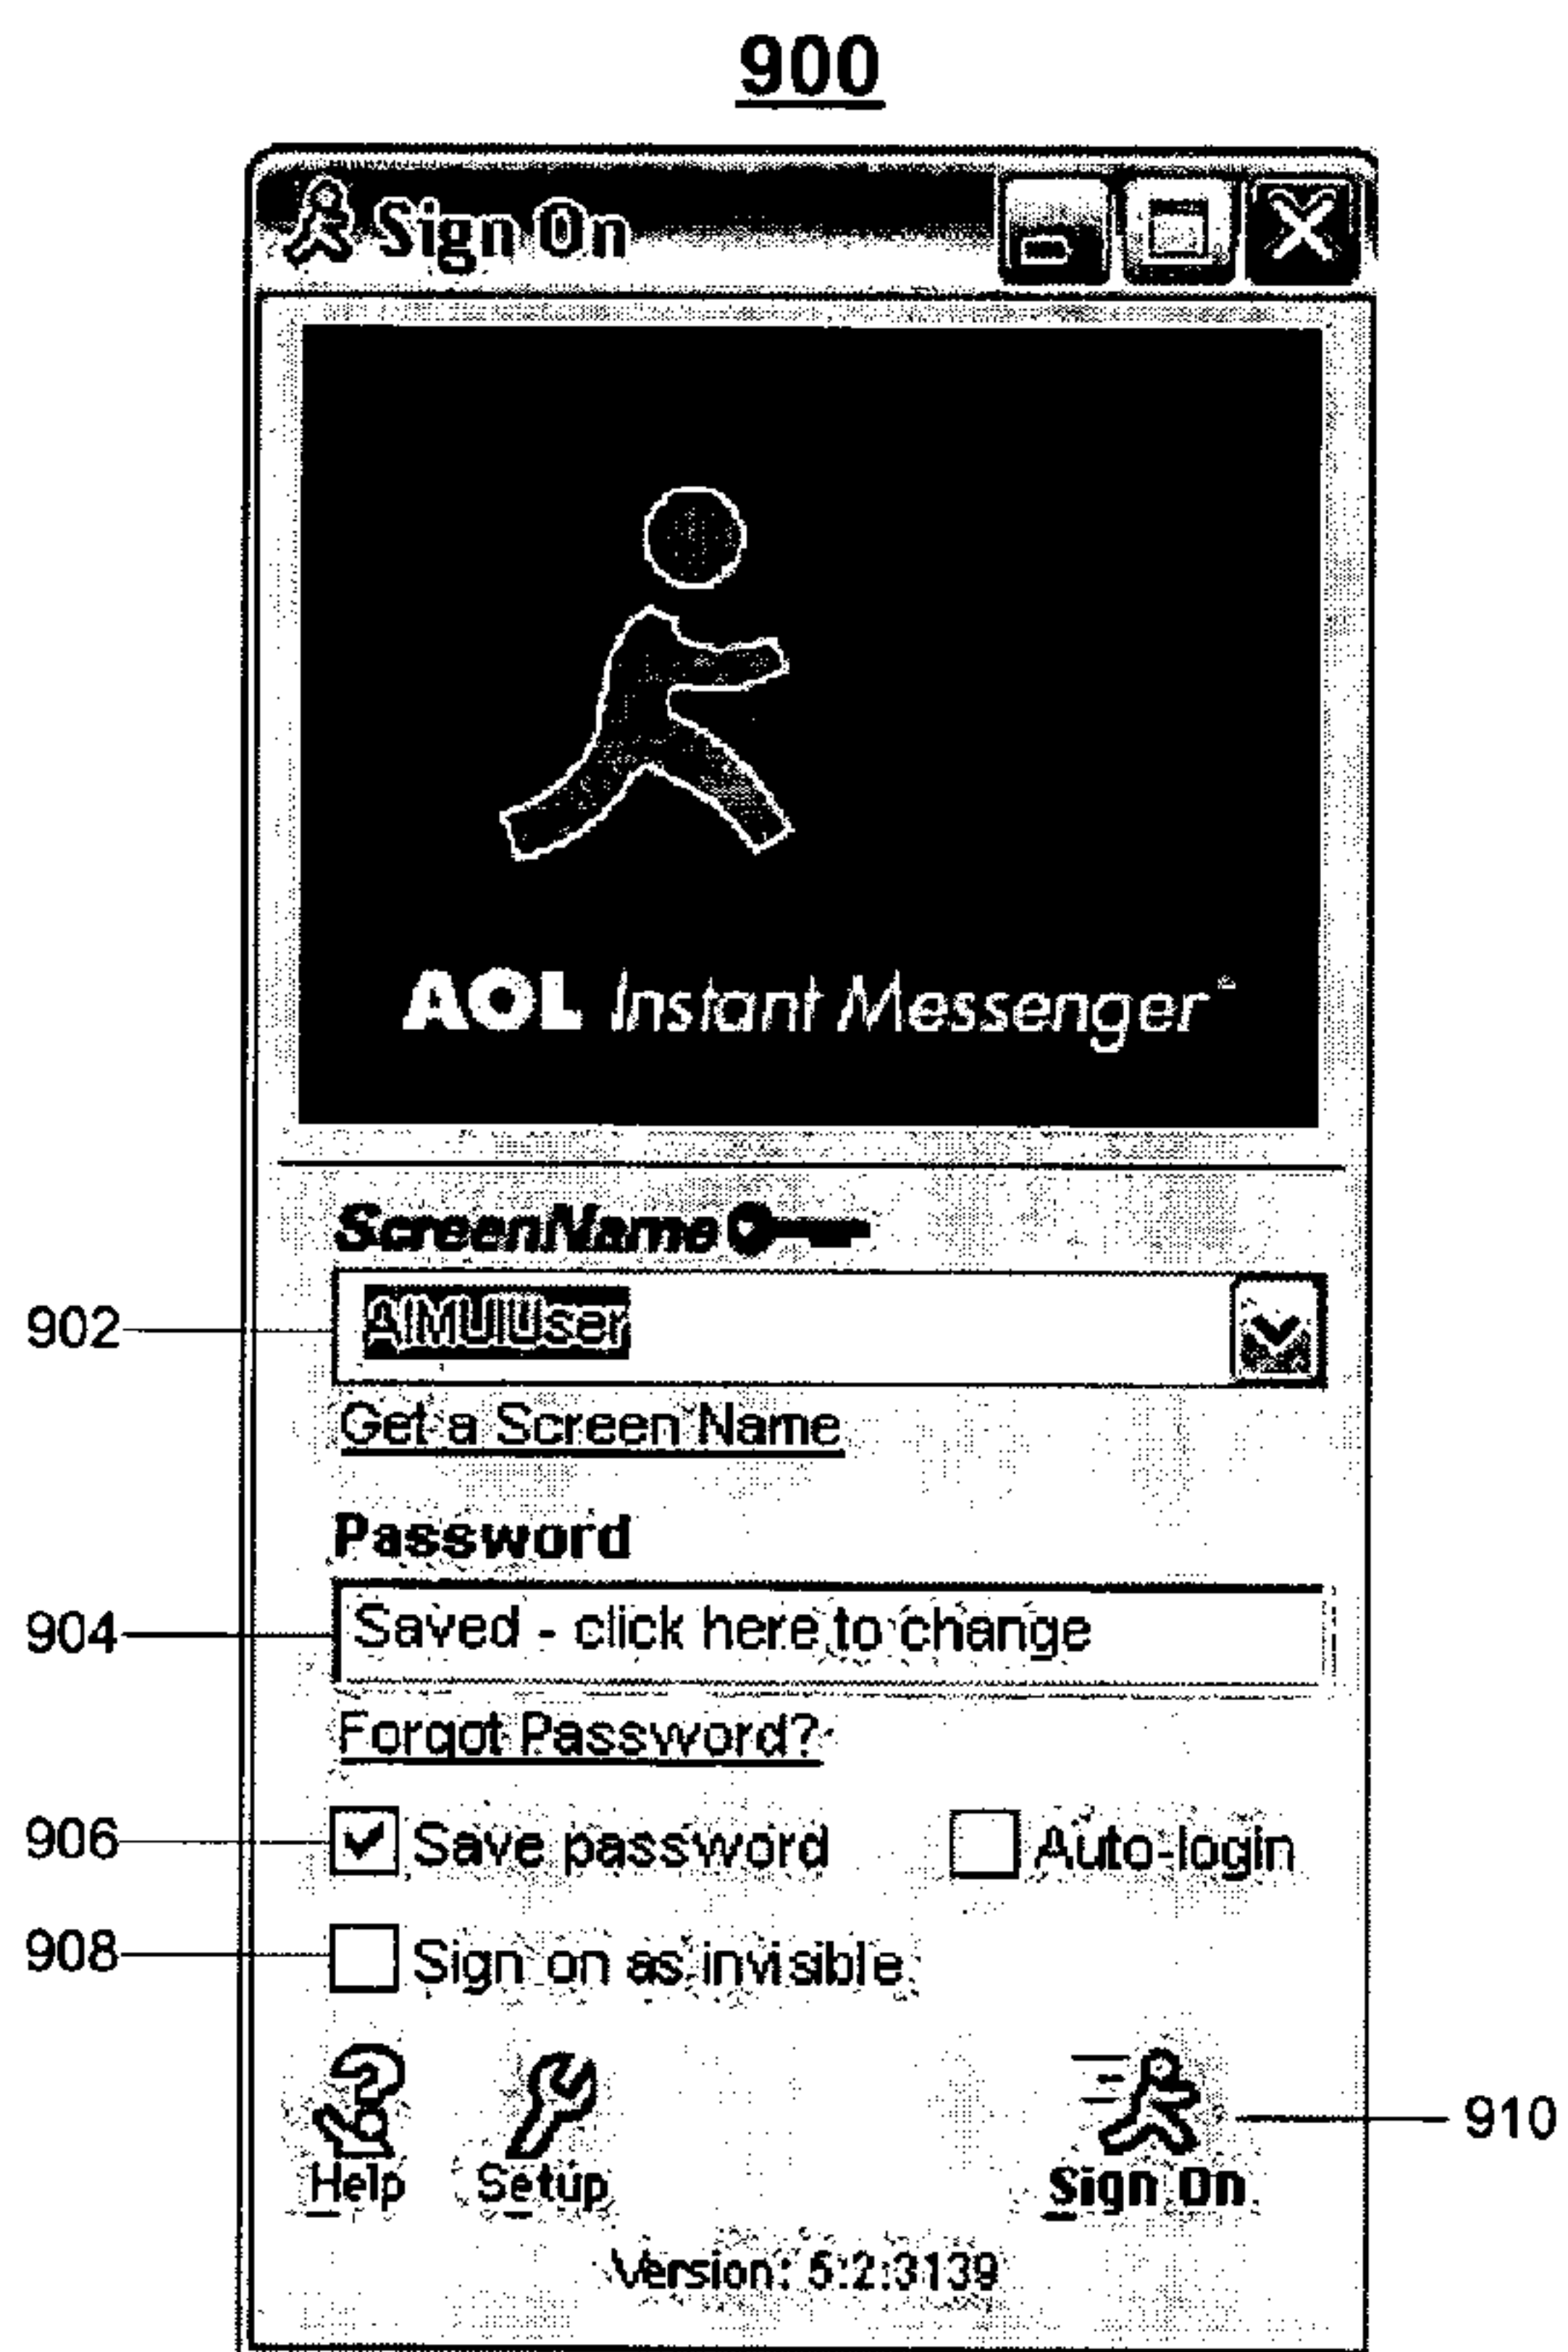 900
Sign On
AOL Instant Messenger™
ScreenName
902
AIMUIUser
Get a Screen Name
Password
904
Saved - click here to change
Forgot Password?
906
Save password
Auto-login
908
Sign on as invisible
910
Help
Setup
Sign On
Version: 5.2.3139